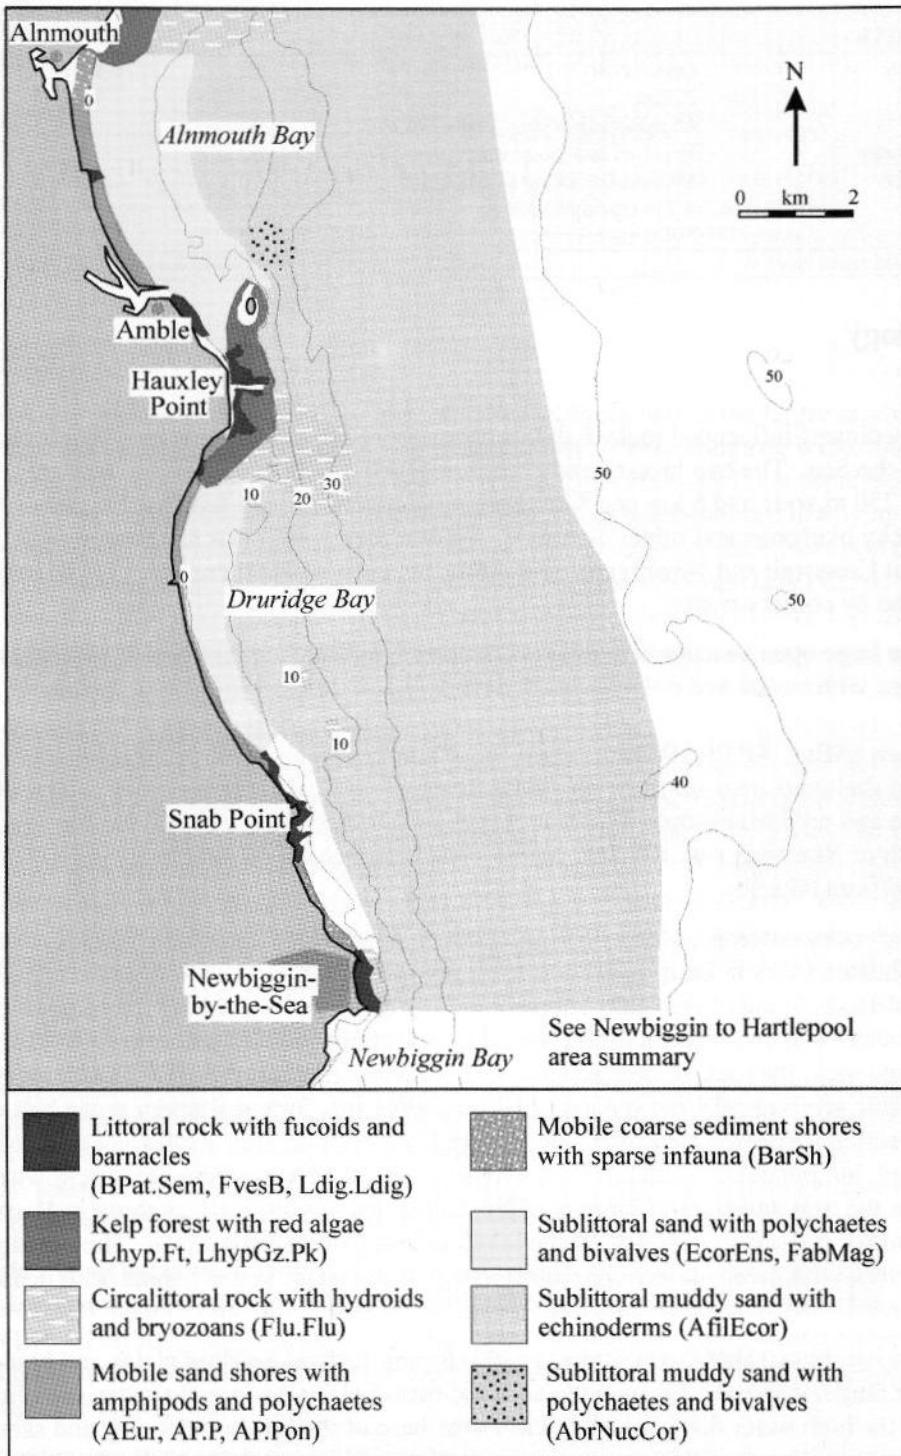 Alnmouth
0
Alnmouth Bay
N
0 km 2
0
Amble
Hauxley
Point
50
50
10 20 30
0
Druridge Bay
50
10
10
40
Snab Point
Newbiggin-
by-the-Sea
See Newbiggin to Hartlepool
area summary
Newbiggin Bay
Littoral rock with fucoids and
barnacles
(BPat.Sem, FvesB, Ldig.Ldig)
Kelp forest with red algae
(Lhyp.Ft, LhypGz.Pk)
Circalittoral rock with hydroids
and bryozoans (Flu.Flu)
Mobile sand shores with
amphipods and polychaetes
(AEur, AP.P, AP.Pon)
Mobile coarse sediment shores
with sparse infauna (BarSh)
Sublittoral sand with polychaetes
and bivalves (EcorEns, FabMag)
Sublittoral muddy sand with
echinoderms (AfilEcor)
Sublittoral muddy sand with
polychaetes and bivalves
(AbrNucCor)